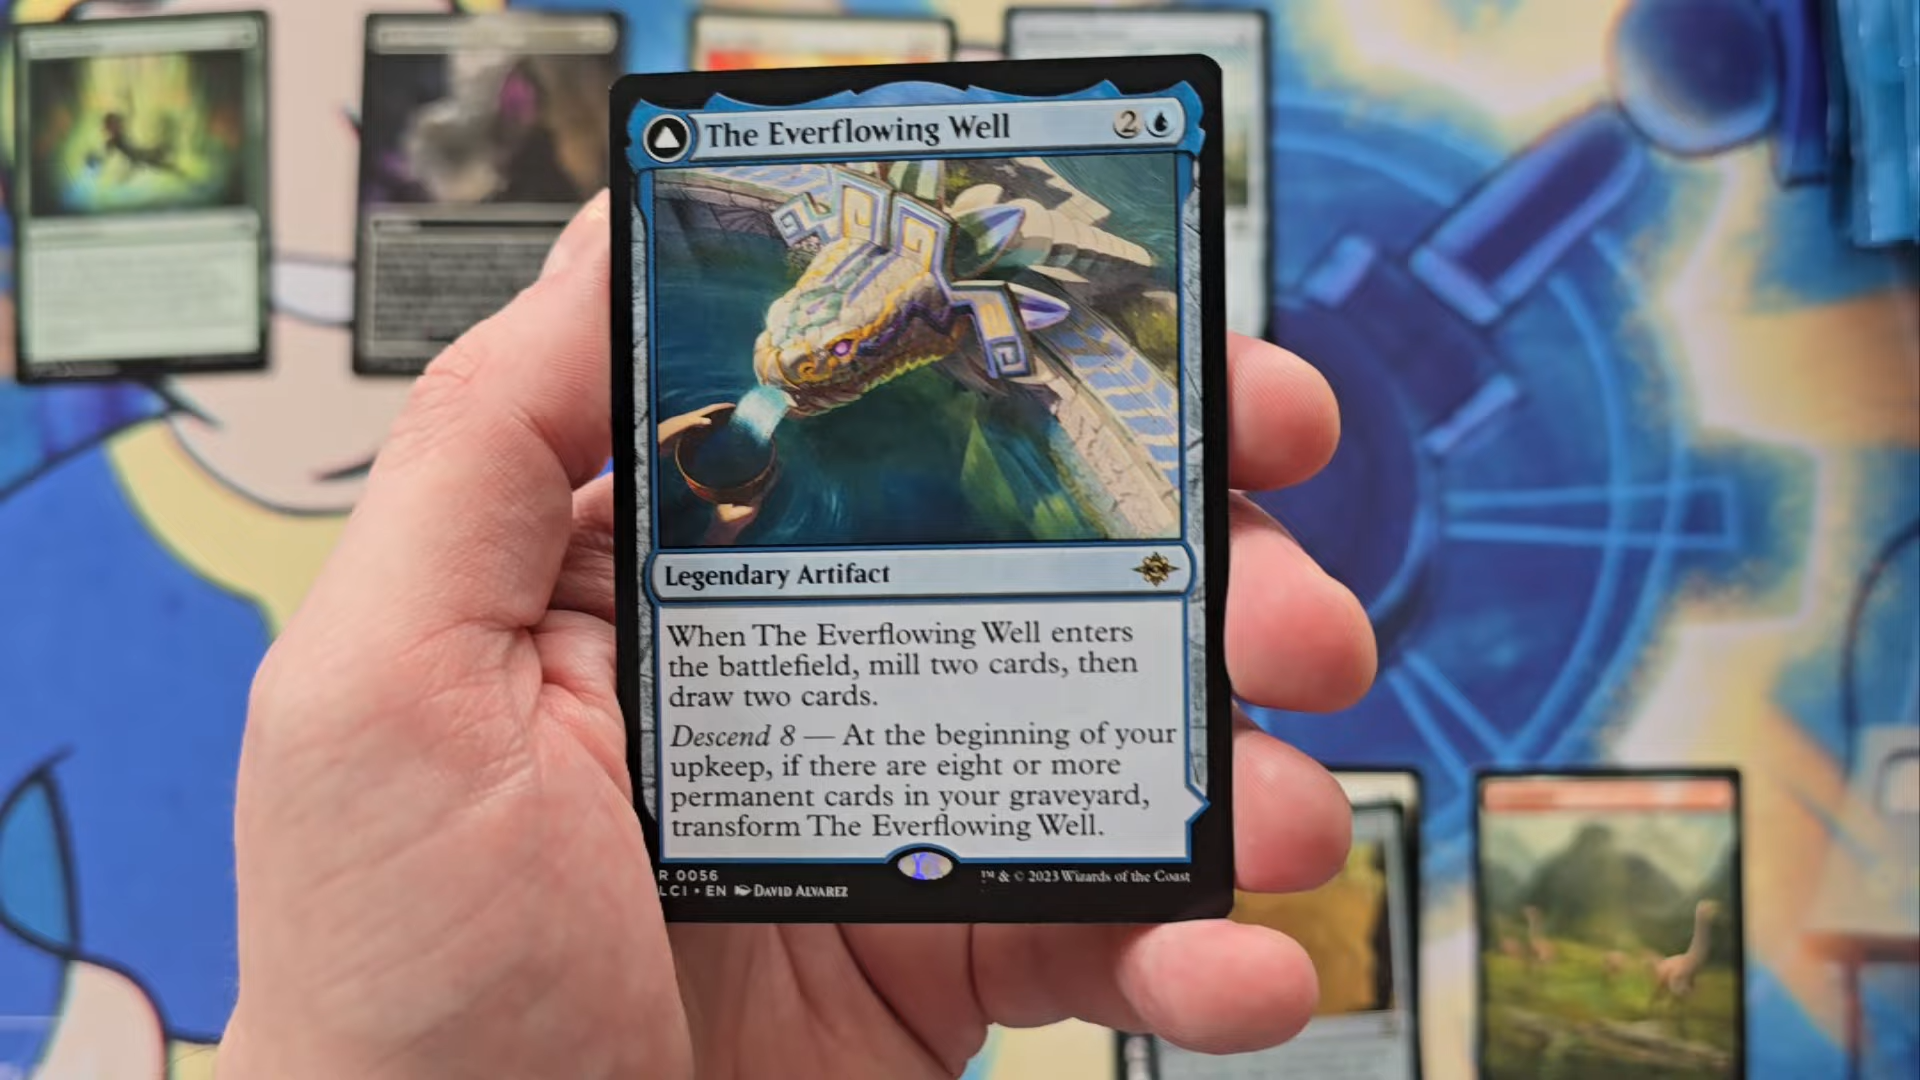 The Everflowing Well 2
Legendary Artifact
When The Everflowing Well enters
the battlefield, mill two cards, then
draw two cards.
Descend 8 — At the beginning of your
upkeep, if there are eight or more
permanent cards in your graveyard,
transform The Everflowing Well.
R 0056
LCI • EN DAVID ALVAREZ
™ & © 2023 Wizards of the Coast